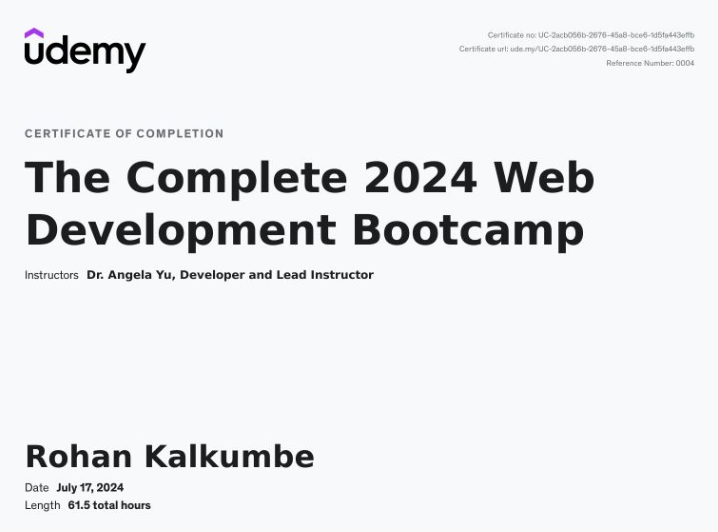 udemy
Certificate no: UC-2acb056b-2676-45a8-bce6-1d5fa443effb
Certificate url: ude.my/UC-2acb056b-2676-45a8-bce6-1d5fa443effb
Reference Number: 0004
CERTIFICATE OF COMPLETION
The Complete 2024 Web
Development Bootcamp
Instructors Dr. Angela Yu, Developer and Lead Instructor
Rohan Kalkumbe
Date July 17, 2024
Length 61.5 total hours